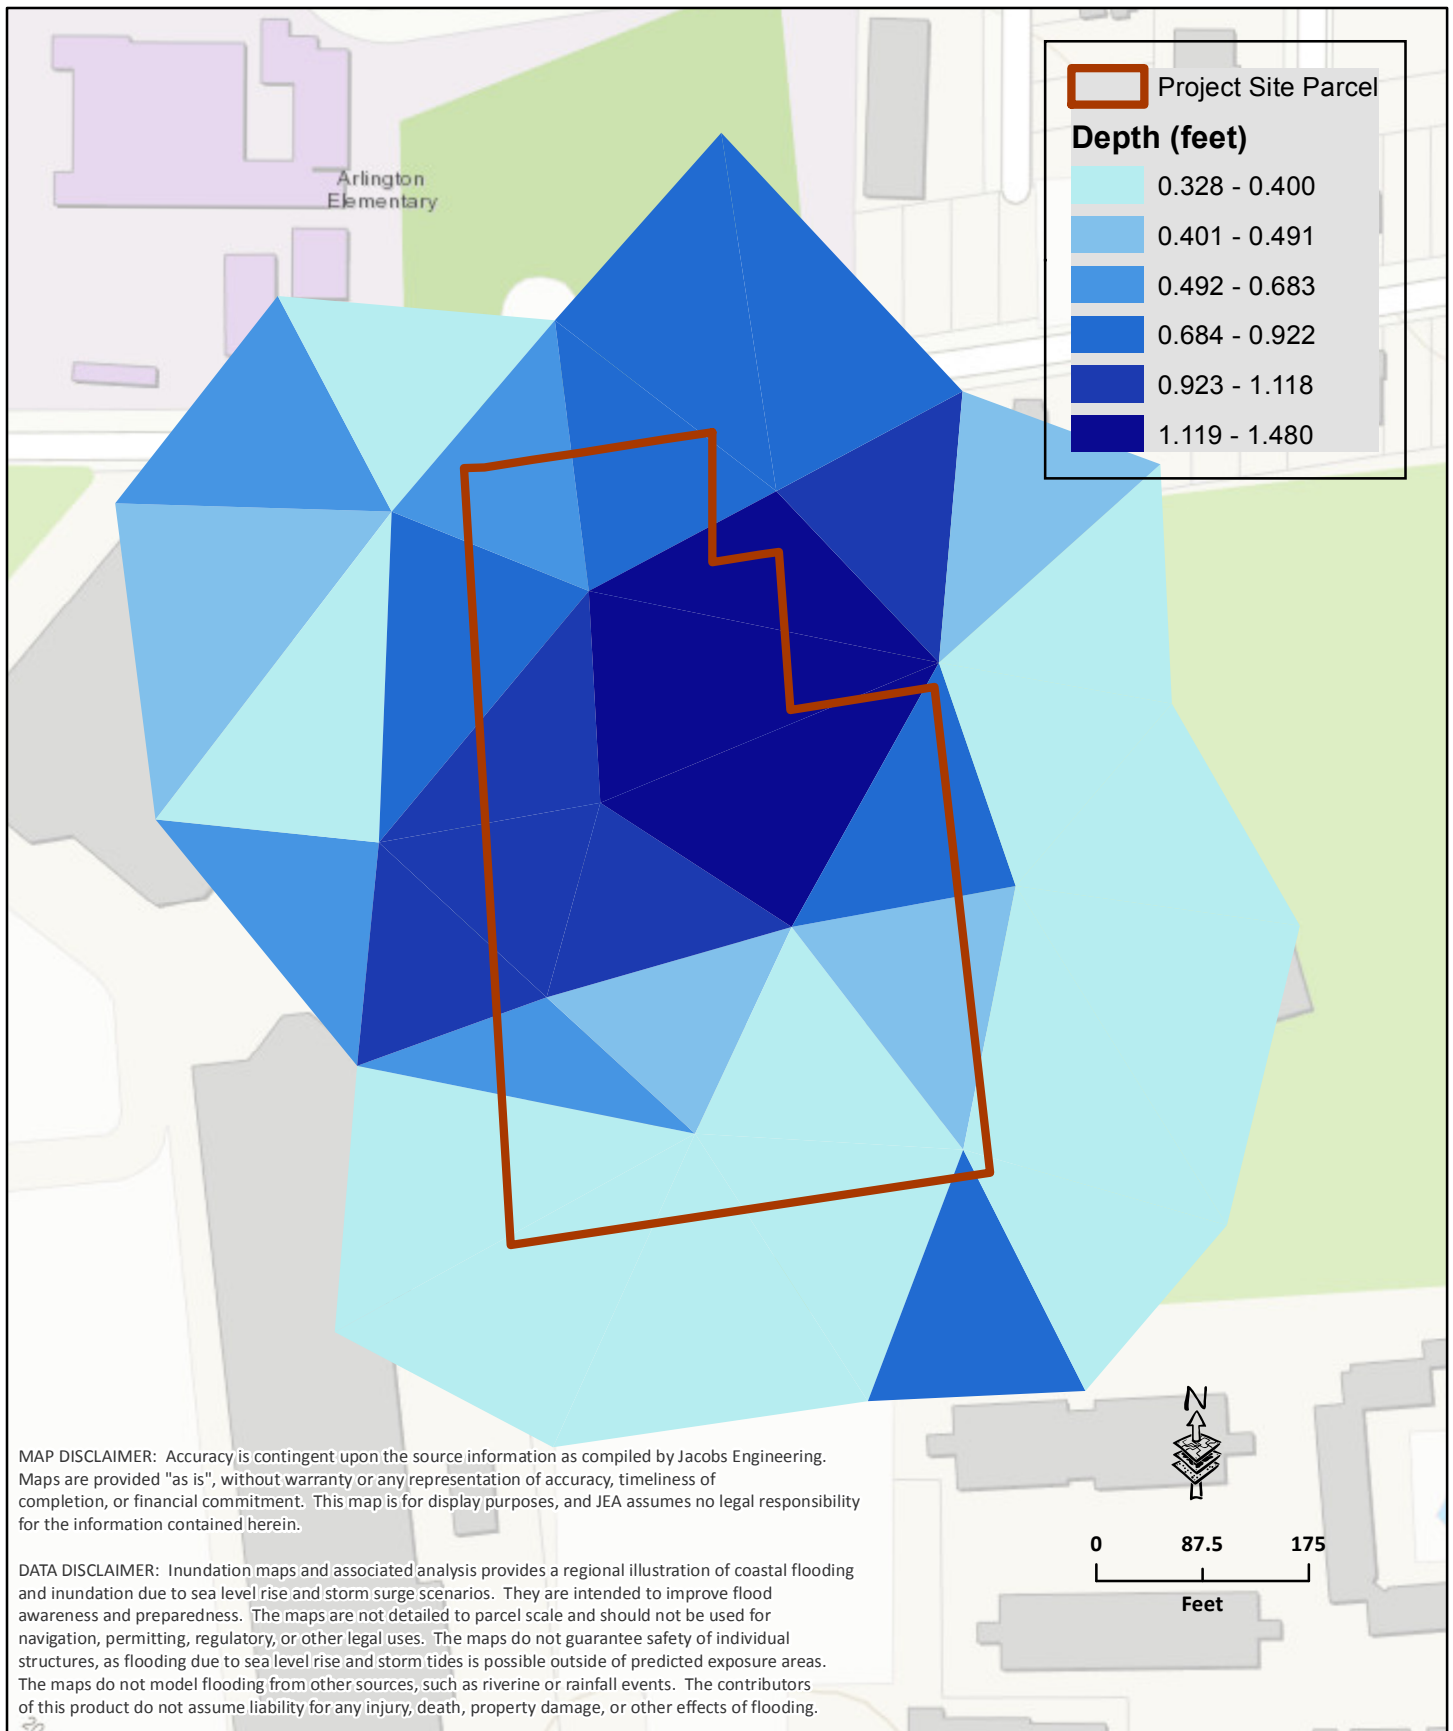 Arlington
Elementary
Project Site Parcel
Depth (feet)
0.328 - 0.400
0.401 - 0.491
0.492 - 0.683
0.684 - 0.922
0.923 - 1.118
1.119 - 1.480
N
0 87.5 175
Feet
MAP DISCLAIMER: Accuracy is contingent upon the source information as compiled by Jacobs Engineering.
Maps are provided "as is", without warranty or any representation of accuracy, timeliness of
completion, or financial commitment. This map is for display purposes, and JEA assumes no legal responsibility
for the information contained herein.
DATA DISCLAIMER: Inundation maps and associated analysis provides a regional illustration of coastal flooding
and inundation due to sea level rise and storm surge scenarios. They are intended to improve flood
awareness and preparedness. The maps are not detailed to parcel scale and should not be used for
navigation, permitting, regulatory, or other legal uses. The maps do not guarantee safety of individual
structures, as flooding due to sea level rise and storm tides is possible outside of predicted exposure areas.
The maps do not model flooding from other sources, such as riverine or rainfall events. The contributors
of this product do not assume liability for any injury, death, property damage, or other effects of flooding.
20